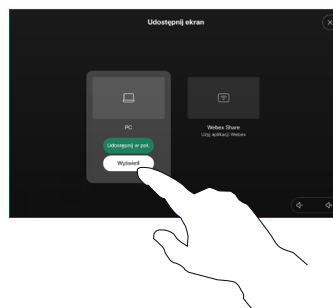 Udostępnij ekran
PC
Udostępnij w poł.
Wyświetl
Webex Share
Użyj aplikacji Webex